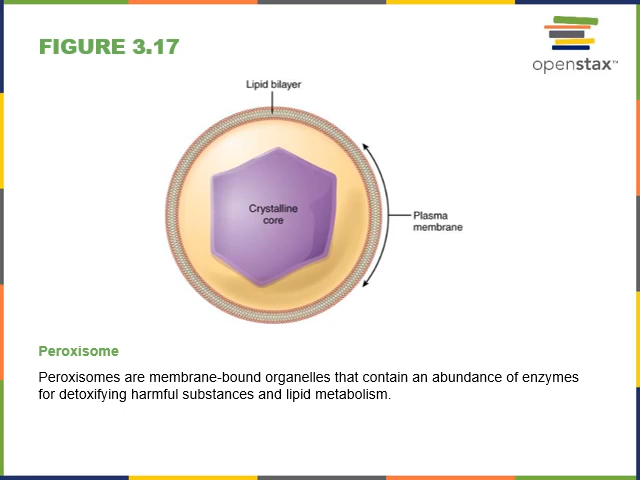 FIGURE 3.17
openstax™
Lipid bilayer
Crystalline
core
Plasma
membrane
Peroxisome
Peroxisomes are membrane-bound organelles that contain an abundance of enzymes
for detoxifying harmful substances and lipid metabolism.